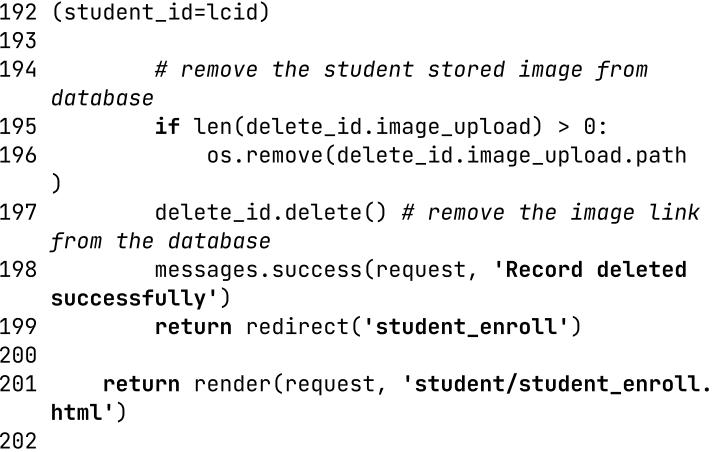 192 (student_id=lcid)
193
194         # remove the student stored image from
database
195         if len(delete_id.image_upload) > 0:
196             os.remove(delete_id.image_upload.path
)
197         delete_id.delete() # remove the image link
from the database
198         messages.success(request, 'Record deleted
successfully')
199         return redirect('student_enroll')
200
201     return render(request, 'student/student_enroll.
html')
202